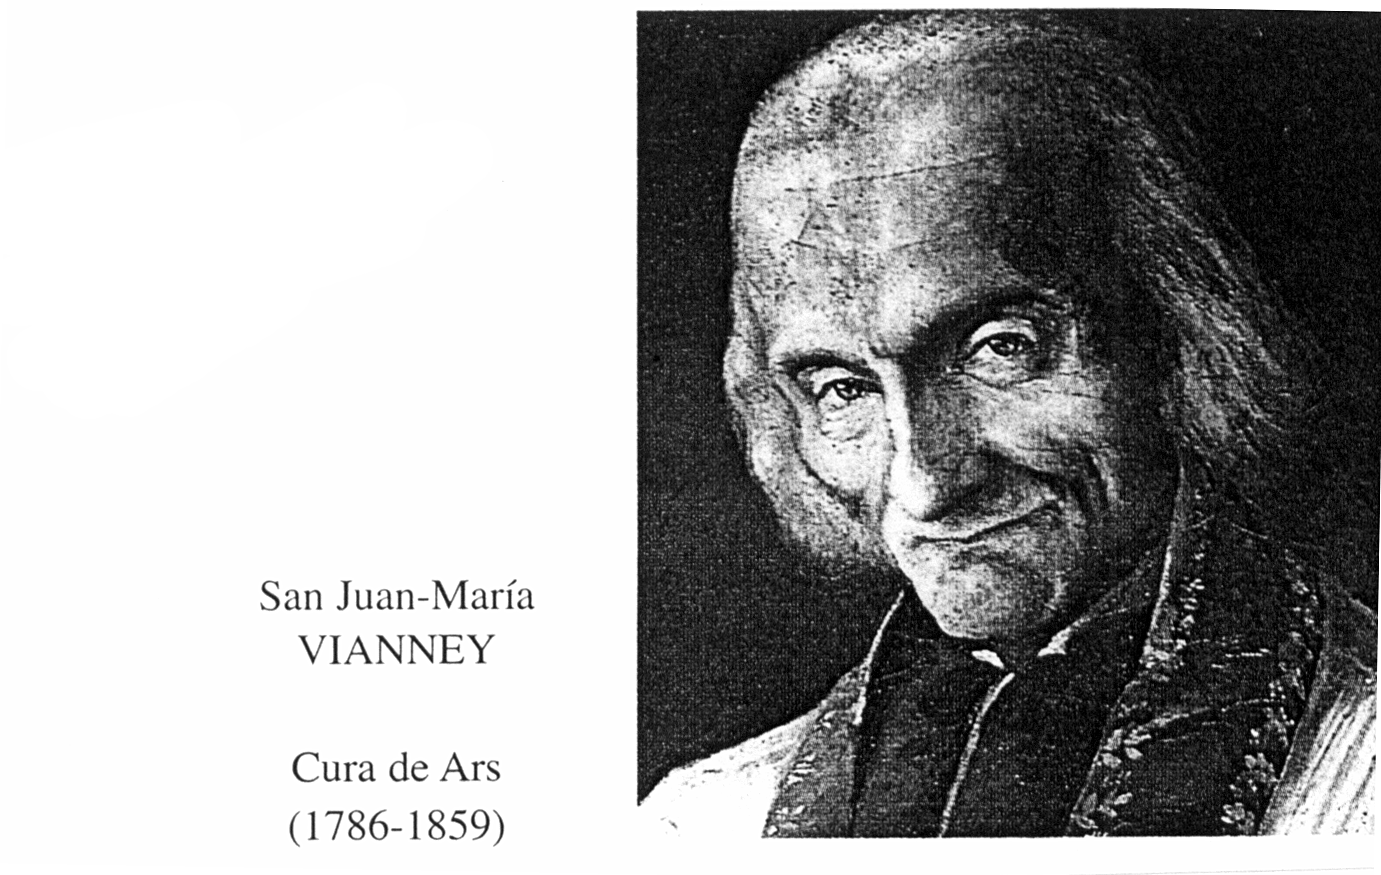 San Juan-María
VIANNEY
Cura de Ars
(1786-1859)